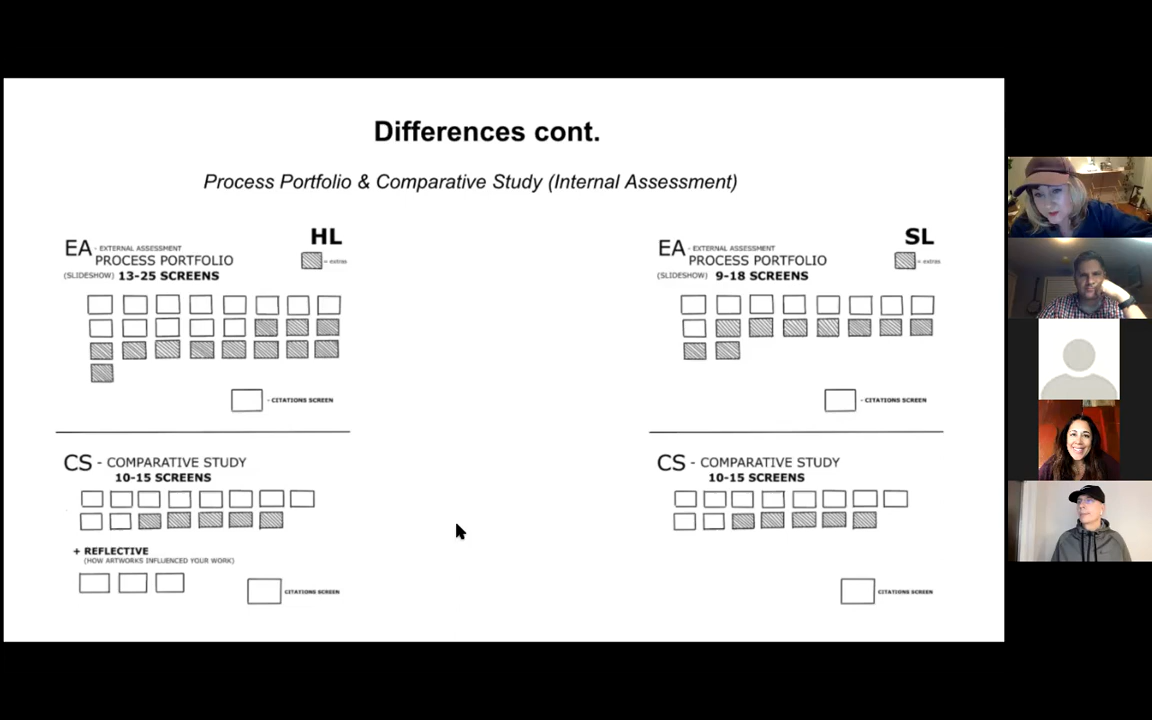 Differences cont.
Process Portfolio & Comparative Study (Internal Assessment)
HL
EA - EXTERNAL ASSESSMENT
PROCESS PORTFOLIO
= extras
(SLIDESHOW) 13-25 SCREENS
- CITATIONS SCREEN
CS - COMPARATIVE STUDY
10-15 SCREENS
+ REFLECTIVE
(HOW ARTWORKS INFLUENCED YOUR WORK)
CITATIONS SCREEN
SL
EA - EXTERNAL ASSESSMENT
PROCESS PORTFOLIO
= extras
(SLIDESHOW) 9-18 SCREENS
- CITATIONS SCREEN
CS - COMPARATIVE STUDY
10-15 SCREENS
CITATIONS SCREEN